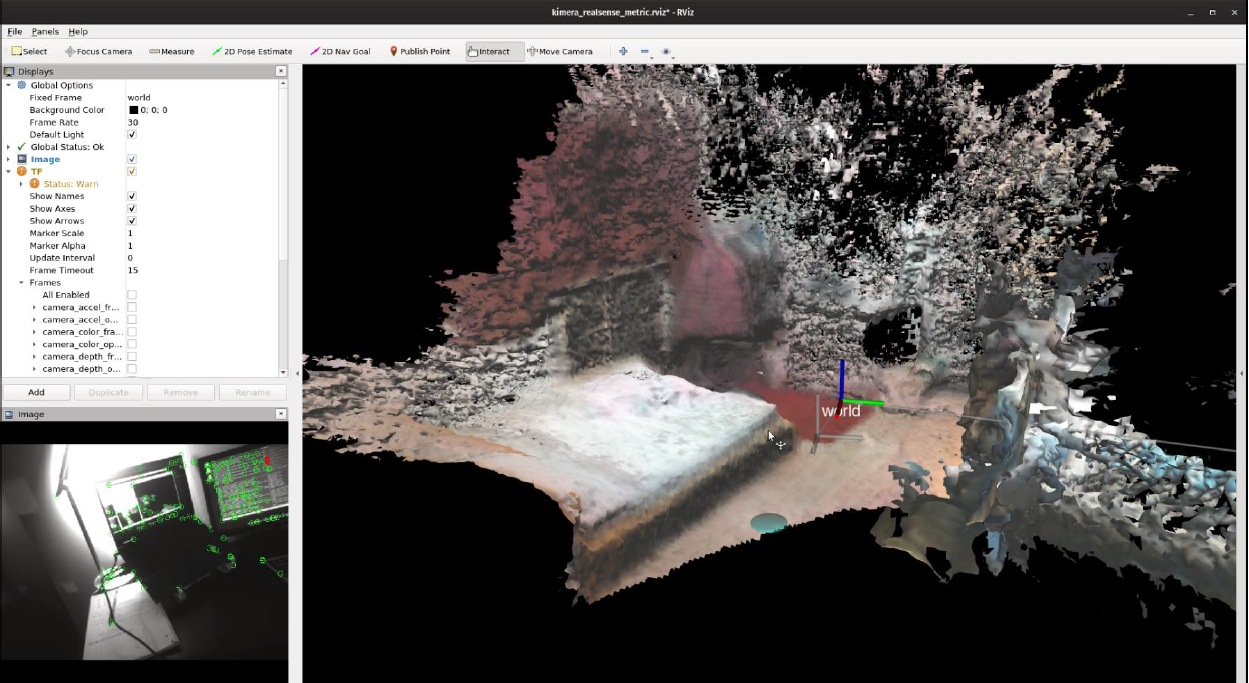 kimera_realsense_metric.rviz* - RViz
File Panels Help
Select Focus Camera Measure 2D Pose Estimate 2D Nav Goal Publish Point Interact Move Camera
Displays
Global Options
Fixed Frame world
Background Color 0; 0; 0
Frame Rate 30
Default Light
Global Status: Ok
Image
TF
Status: Warn
Show Names
Show Axes
Show Arrows
Marker Scale 1
Marker Alpha 1
Update Interval 0
Frame Timeout 15
Frames
All Enabled
camera_accel_fr...
camera_accel_o...
camera_color_fra...
camera_color_op...
camera_depth_fr...
camera_depth_o...
Add Duplicate Remove Rename
Image
world